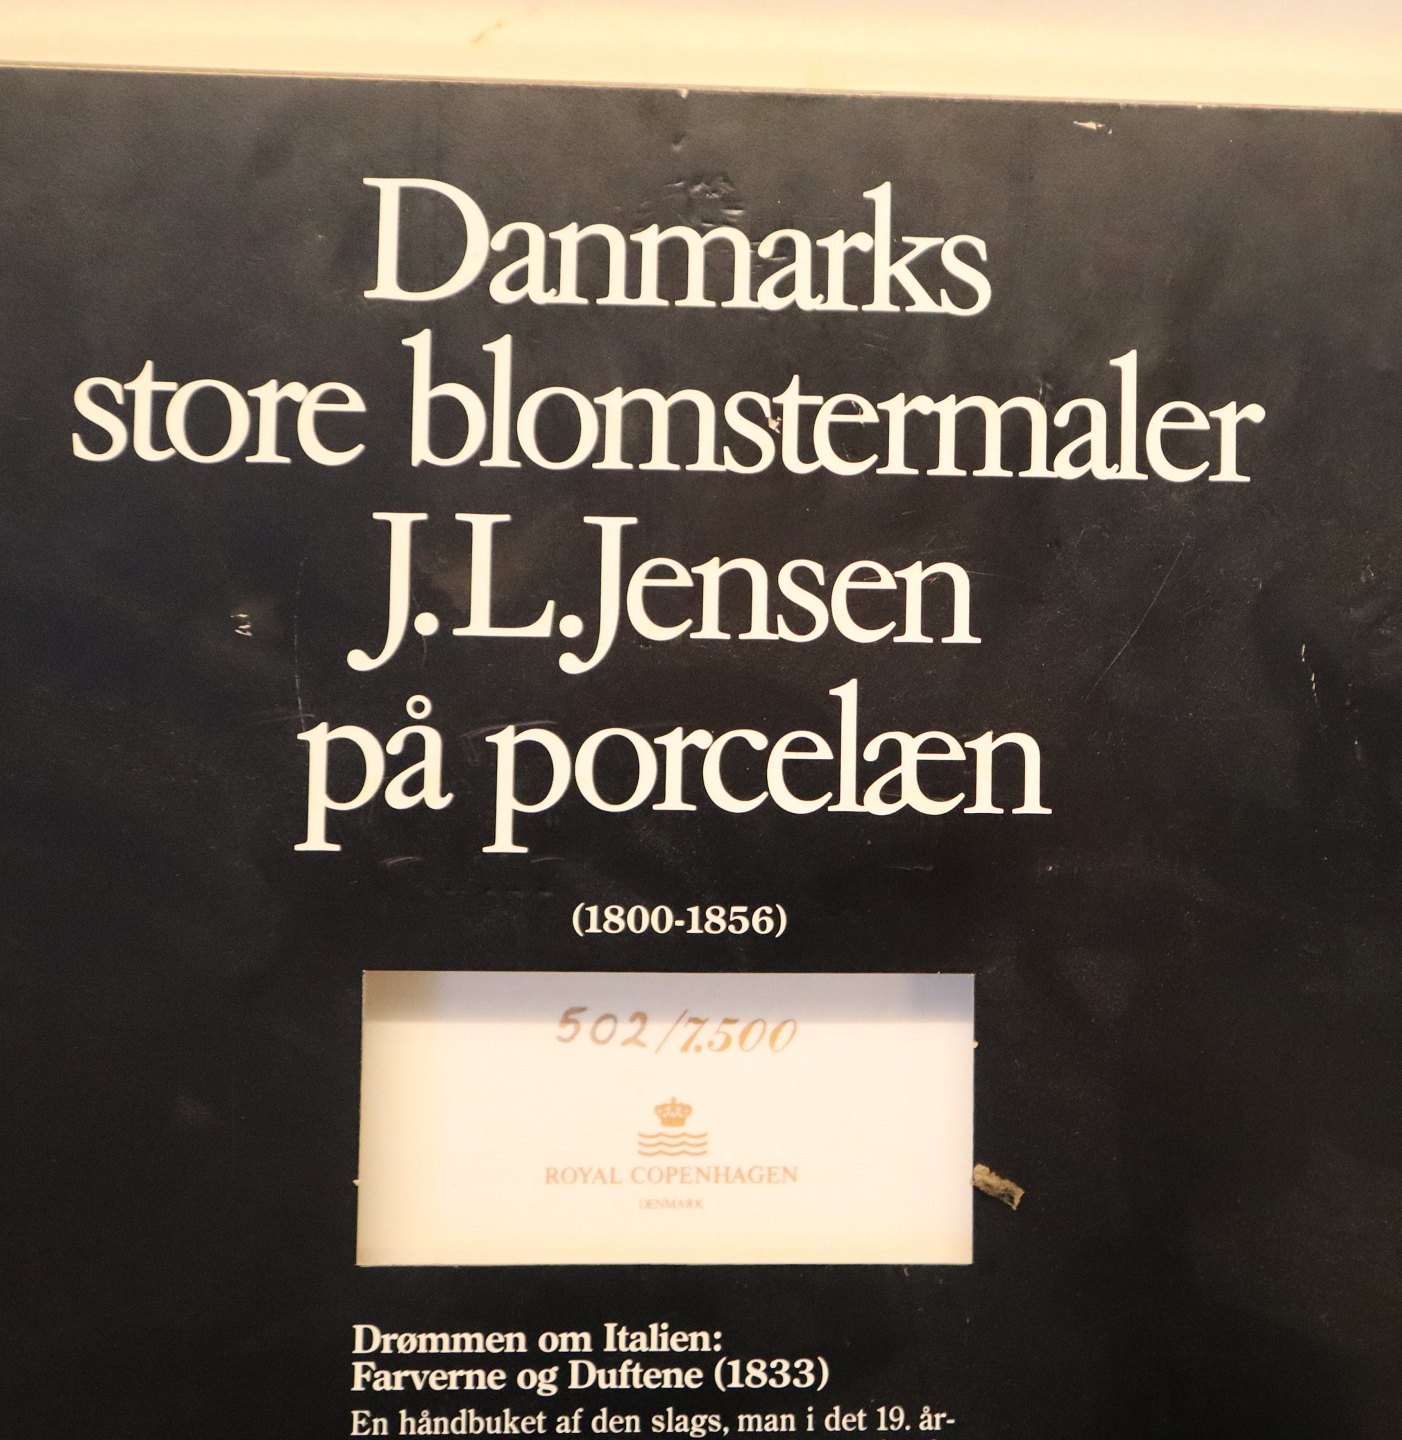 Danmarks
store blomstermaler
J.L.Jensen
på porcelæn
(1800-1856)
502/7.500
ROYAL COPENHAGEN
DENMARK
Drømmen om Italien:
Farverne og Duftene (1833)
En håndbuket af den slags, man i det 19. år-